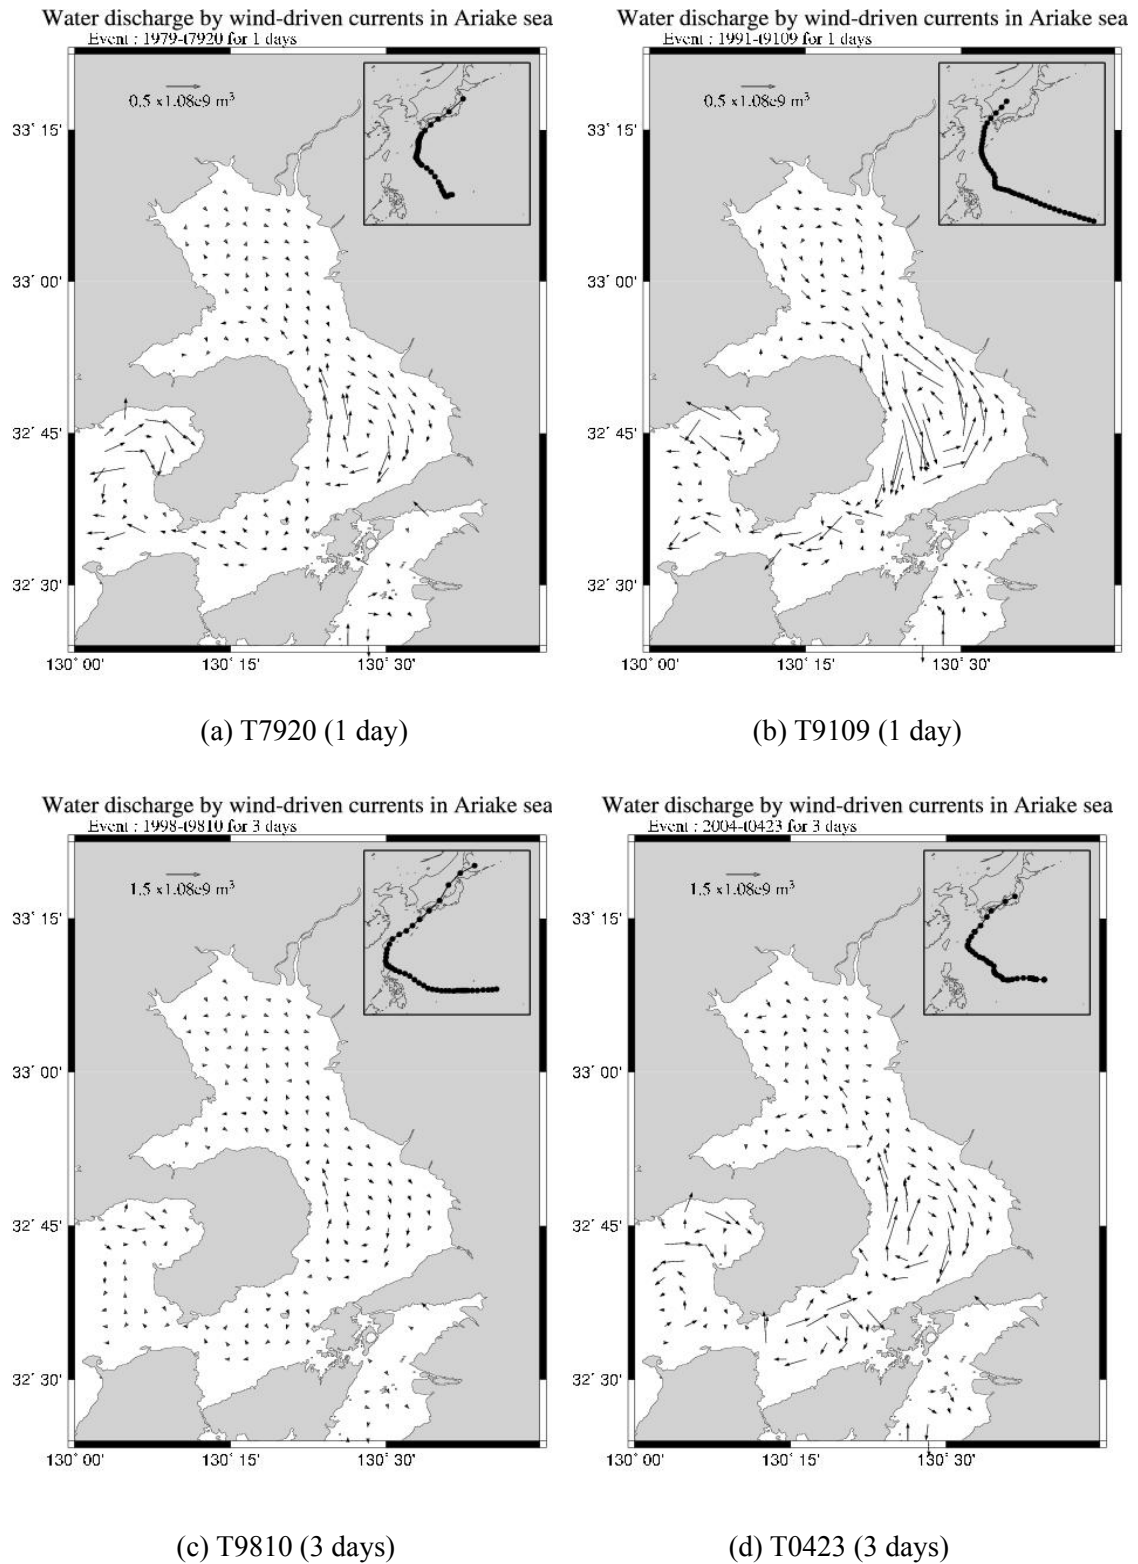 Water discharge by wind-driven currents in Ariake sea
Event : 1979-t7920 for 1 days
0.5 x1.08e9 m³
33° 15'
33° 00'
32° 45'
32° 30'
130° 00'
130° 15'
130° 30'
(a) T7920 (1 day)
Water discharge by wind-driven currents in Ariake sea
Event : 1991-t9109 for 1 days
0.5 x1.08e9 m³
33° 15'
33° 00'
32° 45'
32° 30'
130° 00'
130° 15'
130° 30'
(b) T9109 (1 day)
Water discharge by wind-driven currents in Ariake sea
Event : 1998-t9810 for 3 days
1.5 x1.08e9 m³
33° 15'
33° 00'
32° 45'
32° 30'
130° 00'
130° 15'
130° 30'
(c) T9810 (3 days)
Water discharge by wind-driven currents in Ariake sea
Event : 2004-t0423 for 3 days
1.5 x1.08e9 m³
33° 15'
33° 00'
32° 45'
32° 30'
130° 00'
130° 15'
130° 30'
(d) T0423 (3 days)